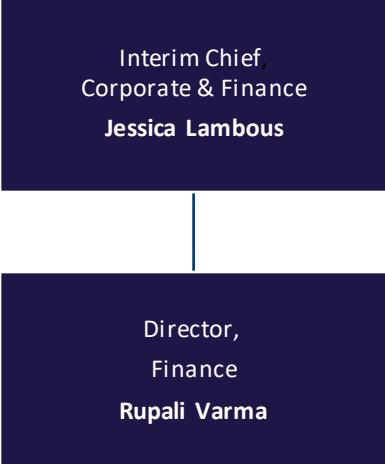 Interim Chief,
Corporate & Finance
Jessica Lambous
Director,
Finance
Rupali Varma